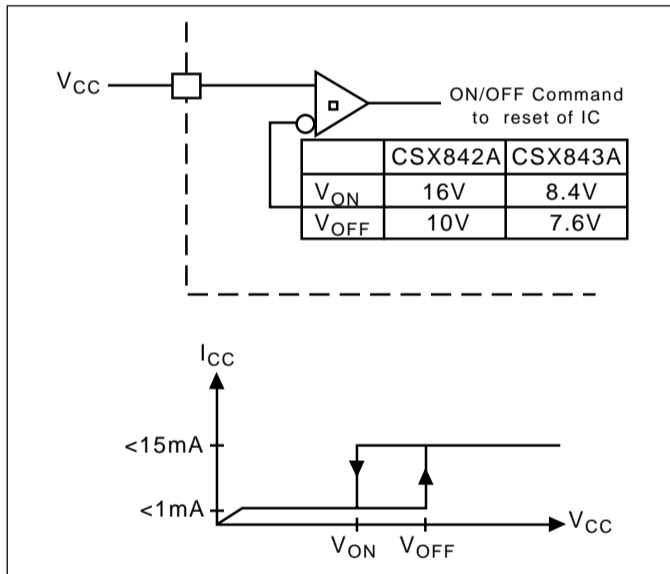 VCC
ON/OFF Command
to reset of IC
CSX842A CSX843A
VON 16V 8.4V
VOFF 10V 7.6V
ICC
<15mA
<1mA
VON VOFF
VCC